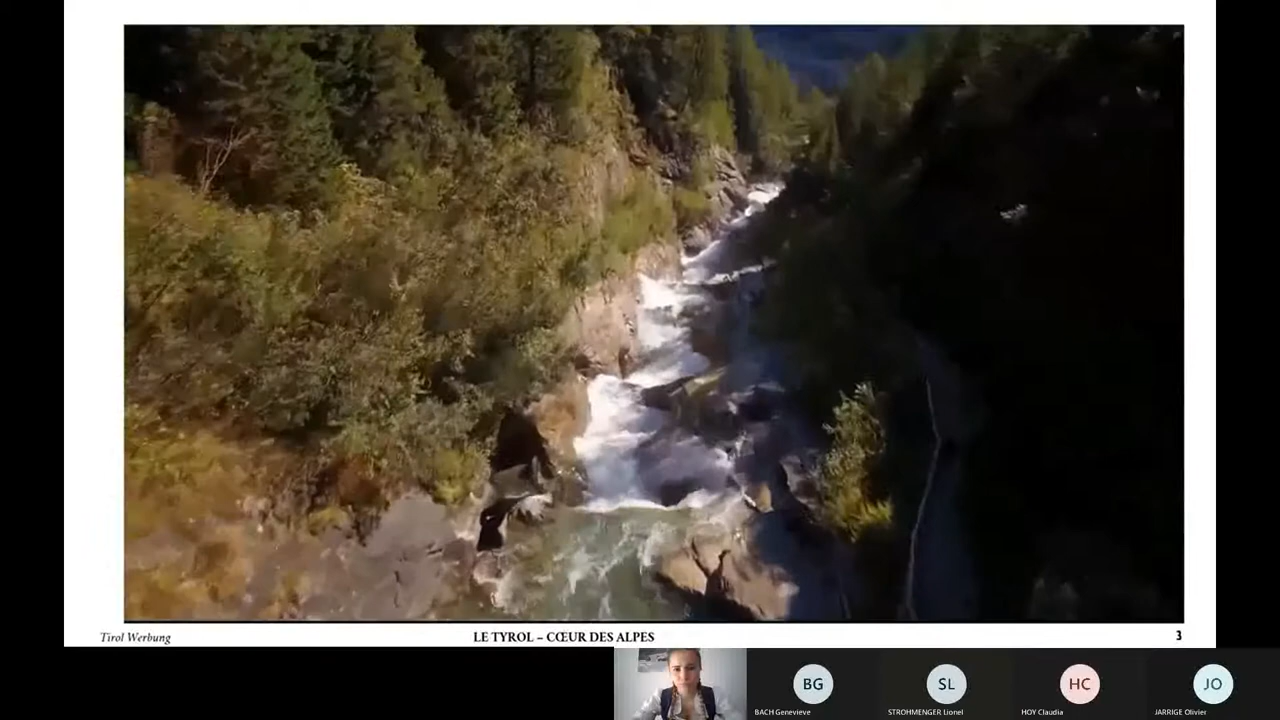 Tirol Werbung
LE TYROL – CŒUR DES ALPES
3
BG
SL
HC
JO
BACH Genevieve
STROHMENGER Lionel
HOY Claudia
JARRIGE Olivier